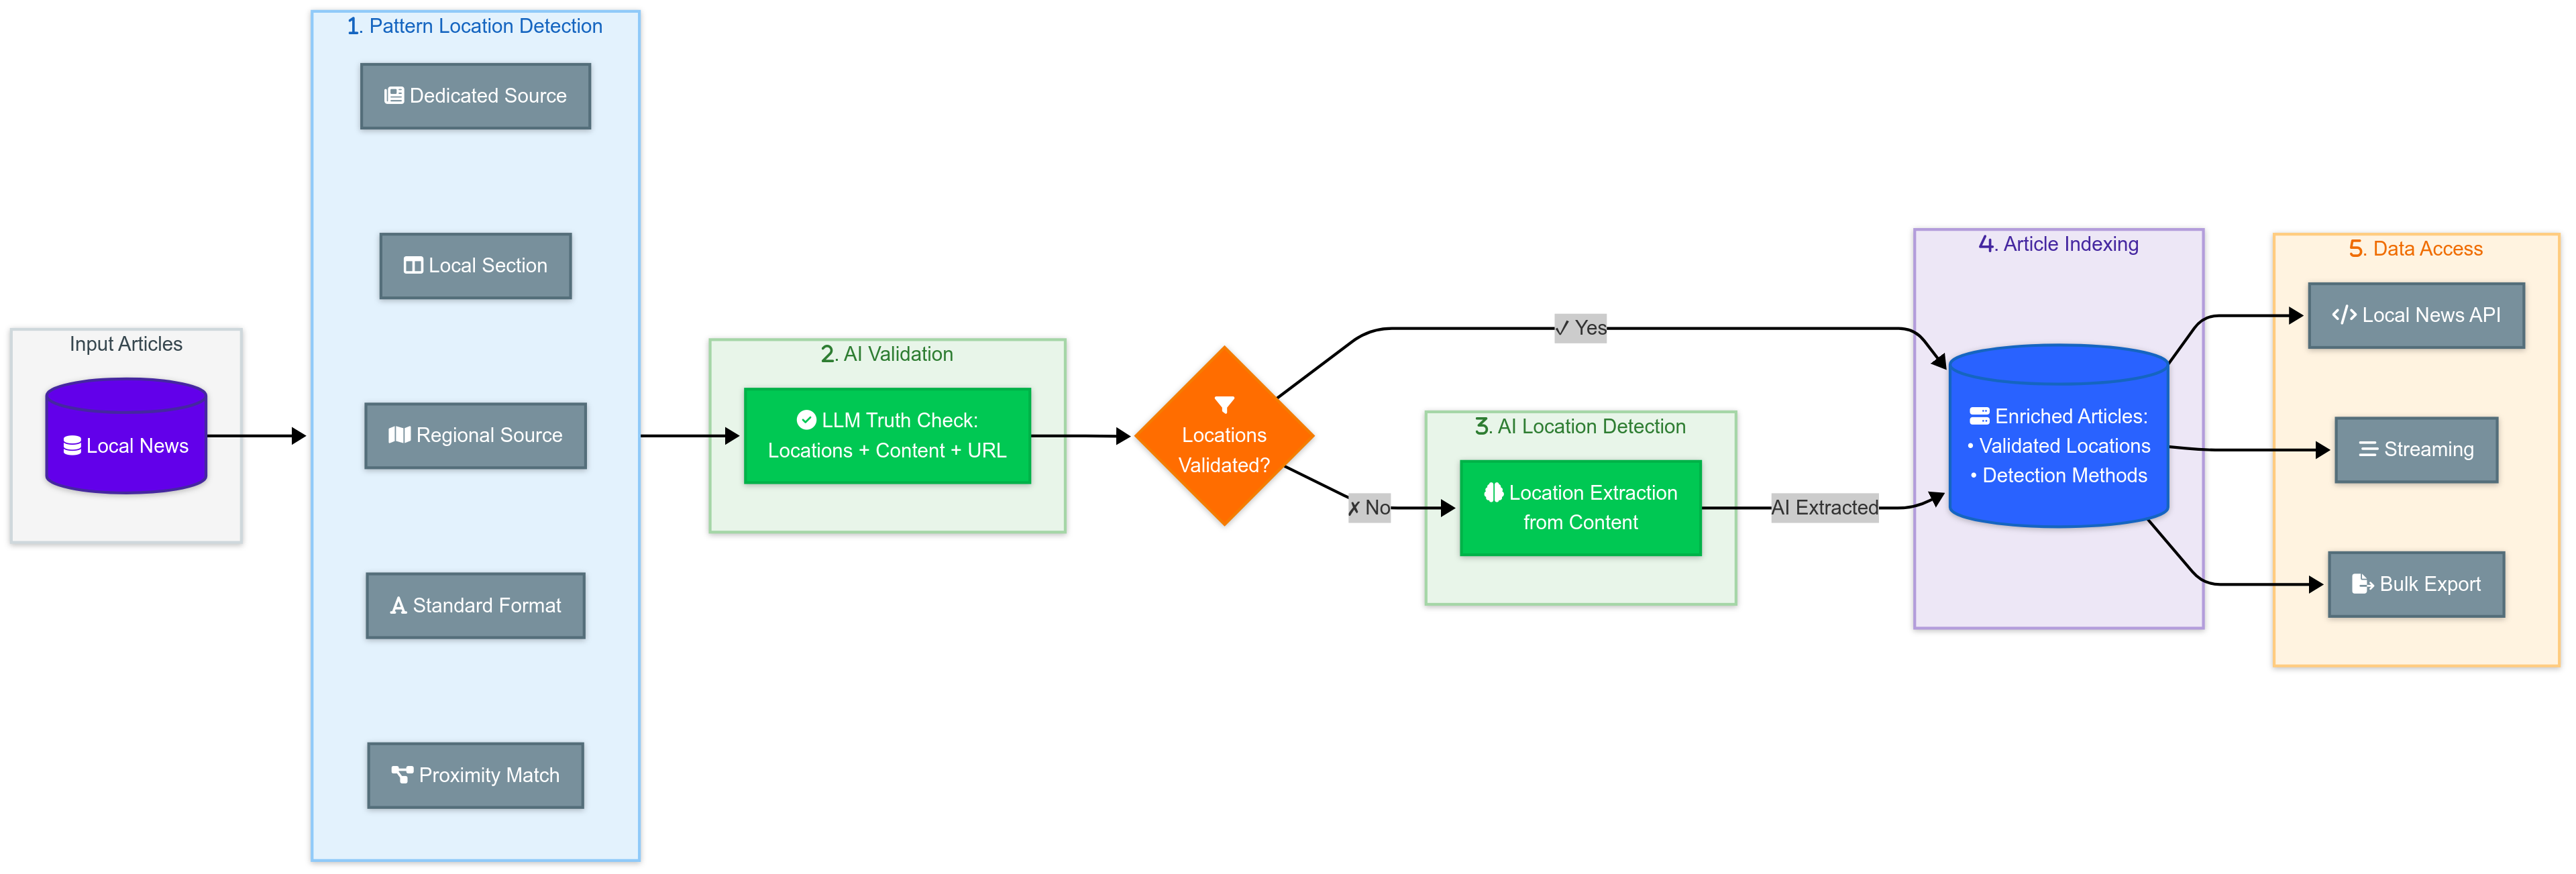 Input Articles
Local News
1. Pattern Location Detection
Dedicated Source
Local Section
Regional Source
Standard Format
Proximity Match
2. AI Validation
LLM Truth Check:
Locations + Content + URL
Locations
Validated?
✓ Yes
✗ No
3. AI Location Detection
Location Extraction
from Content
AI Extracted
4. Article Indexing
Enriched Articles:
• Validated Locations
• Detection Methods
5. Data Access
Local News API
Streaming
Bulk Export